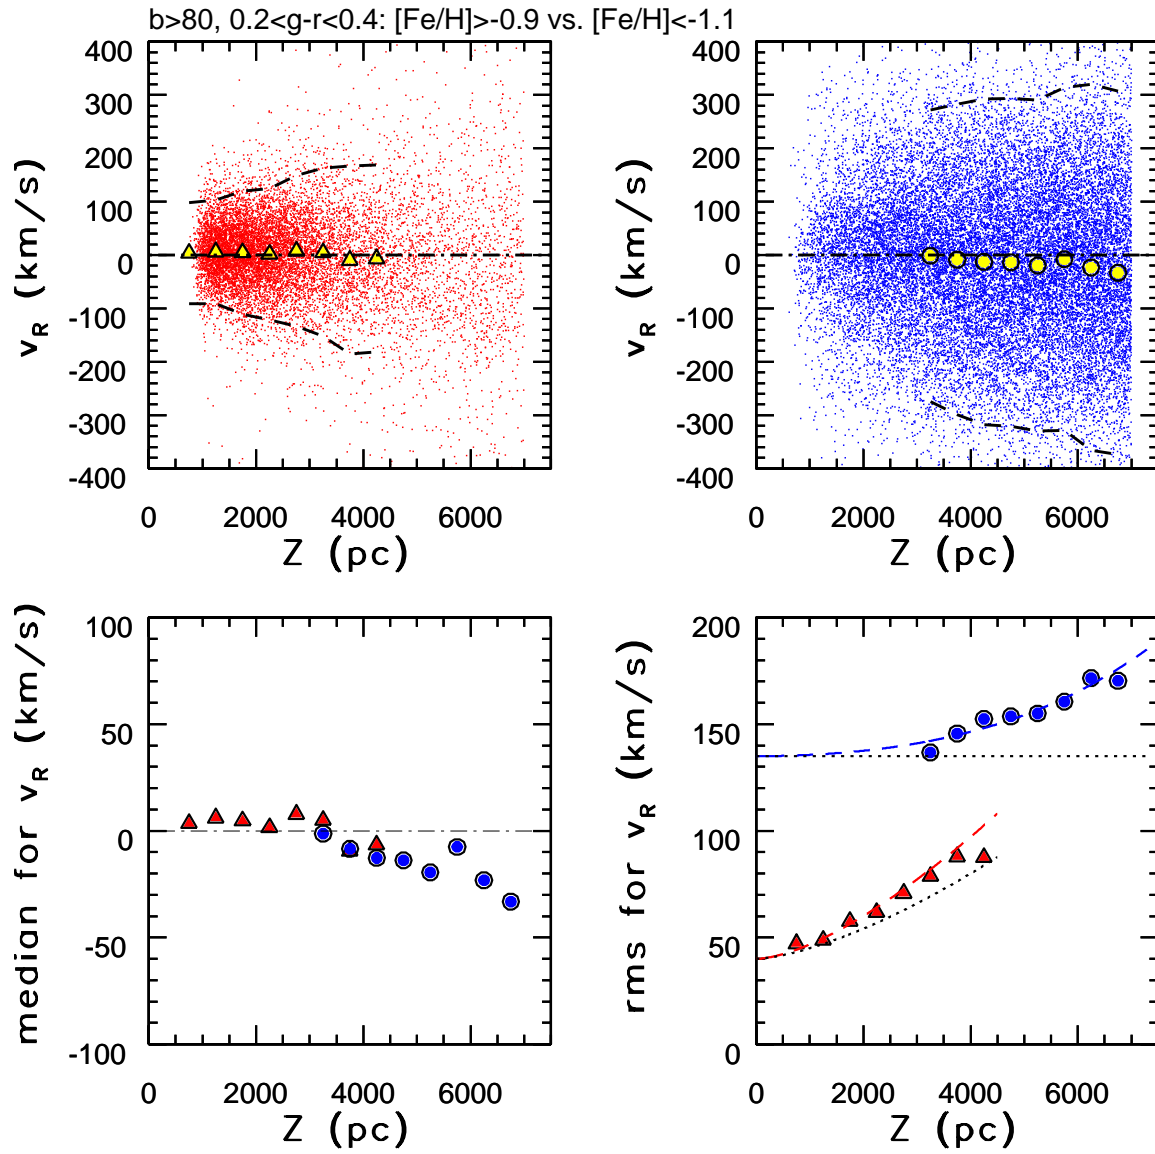 b>80, 0.2<g-r<0.4: [Fe/H]>-0.9 vs. [Fe/H]<-1.1
400
300
200
100
0
-100
-200
-300
-400
v_R (km/s)
0 2000 4000 6000
Z (pc)
400
300
200
100
0
-100
-200
-300
-400
v_R (km/s)
0 2000 4000 6000
Z (pc)
100
50
0
-50
-100
median for v_R (km/s)
0 2000 4000 6000
Z (pc)
200
150
100
50
0
rms for v_R (km/s)
0 2000 4000 6000
Z (pc)